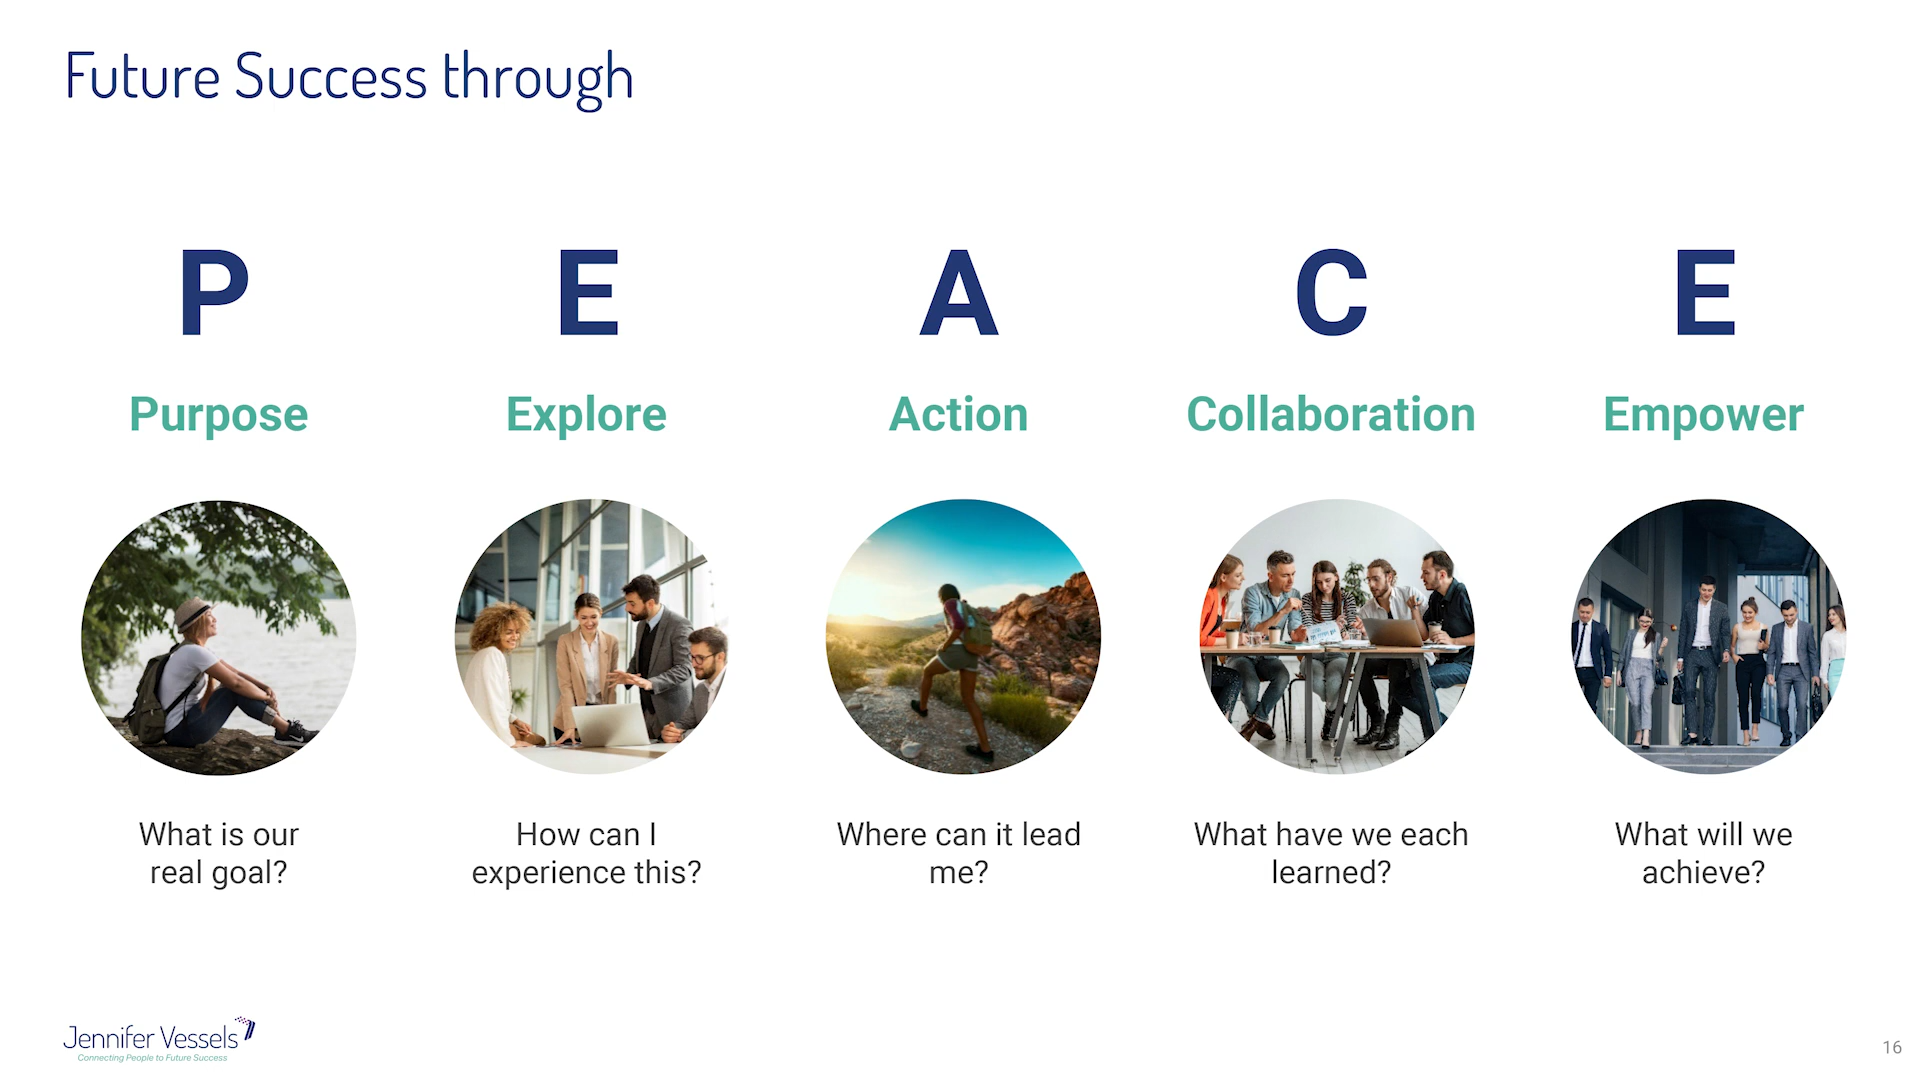 Future Success through
P E A C E
Purpose Explore Action Collaboration Empower
What is our
real goal?
How can I
experience this?
Where can it lead
me?
What have we each
learned?
What will we
achieve?
Jennifer Vessels
Connecting People to Future Success
16